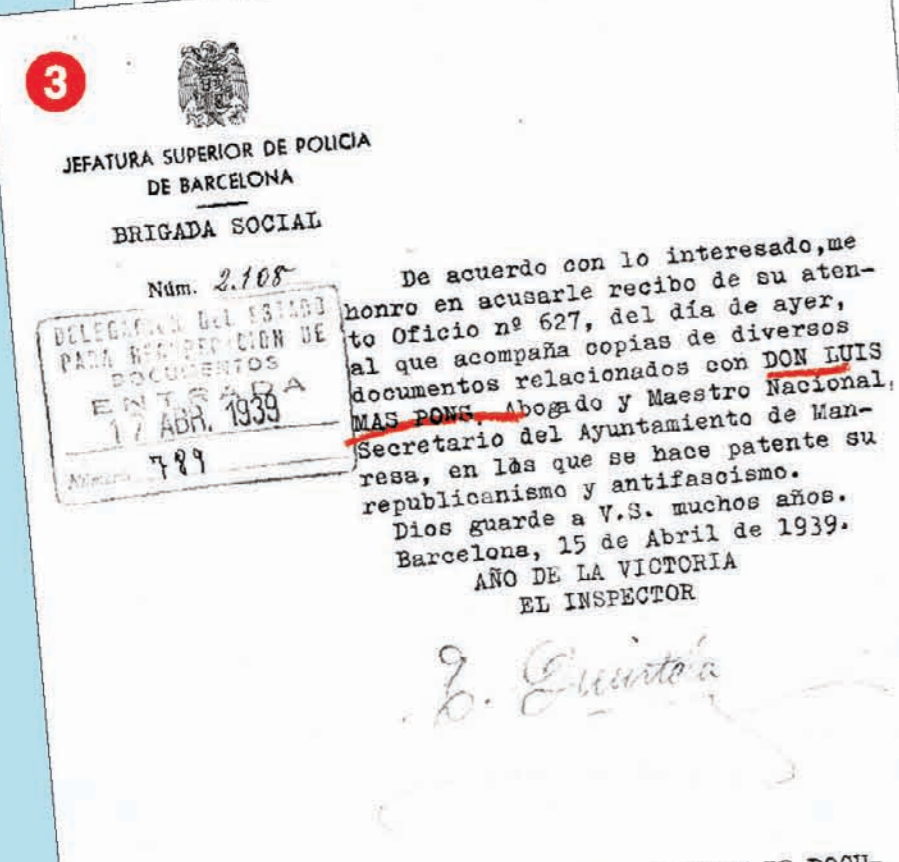 3
JEFATURA SUPERIOR DE POLICIA
DE BARCELONA
BRIGADA SOCIAL
Núm. 2.108
DELEGACION DEL ESTADO
PARA RECUPERACION DE
DOCUMENTOS
ENTRADA
17 ABR. 1939
Número 789
De acuerdo con lo interesado,me
honro en acusarle recibo de su aten-
to Oficio nº 627, del día de ayer,
al que acompaña copias de diversos
documentos relacionados con DON LUIS
MAS PONS, Abogado y Maestro Nacional,
Secretario del Ayuntamiento de Man-
resa, en los que se hace patente su
republicanismo y antifascismo.
Dios guarde a V.S. muchos años.
Barcelona, 15 de Abril de 1939.
AÑO DE LA VICTORIA
EL INSPECTOR
DOCU-